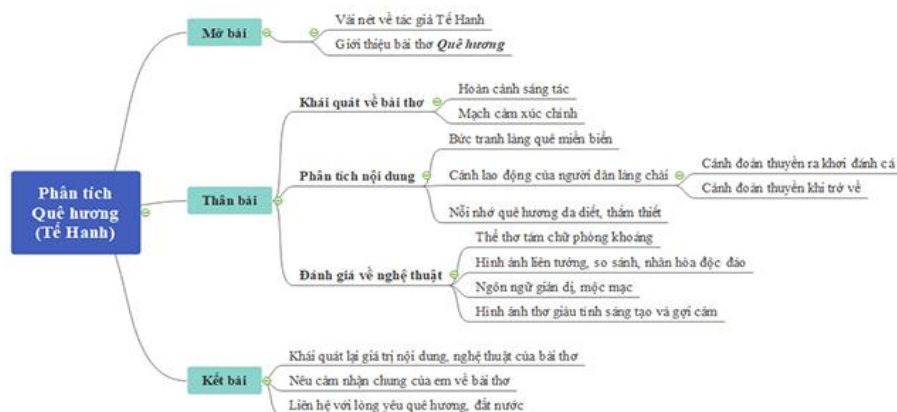 Phân tích
Quê hương
(Tế Hanh)
Mở bài
Vài nét về tác giả Tế Hanh
Giới thiệu bài thơ Quê hương
Thân bài
Khái quát về bài thơ
Hoàn cảnh sáng tác
Mạch cảm xúc chính
Phân tích nội dung
Bức tranh làng quê miền biển
Cảnh lao động của người dân làng chài
Cảnh đoàn thuyền ra khơi đánh cá
Cảnh đoàn thuyền khi trở về
Nỗi nhớ quê hương da diết, thắm thiết
Đánh giá về nghệ thuật
Thể thơ tám chữ phóng khoáng
Hình ảnh liên tưởng, so sánh, nhân hóa độc đáo
Ngôn ngữ giản dị, mộc mạc
Hình ảnh thơ giàu tính sáng tạo và gợi cảm
Kết bài
Khái quát lại giá trị nội dung, nghệ thuật của bài thơ
Nêu cảm nhận chung của em về bài thơ
Liên hệ với lòng yêu quê hương, đất nước